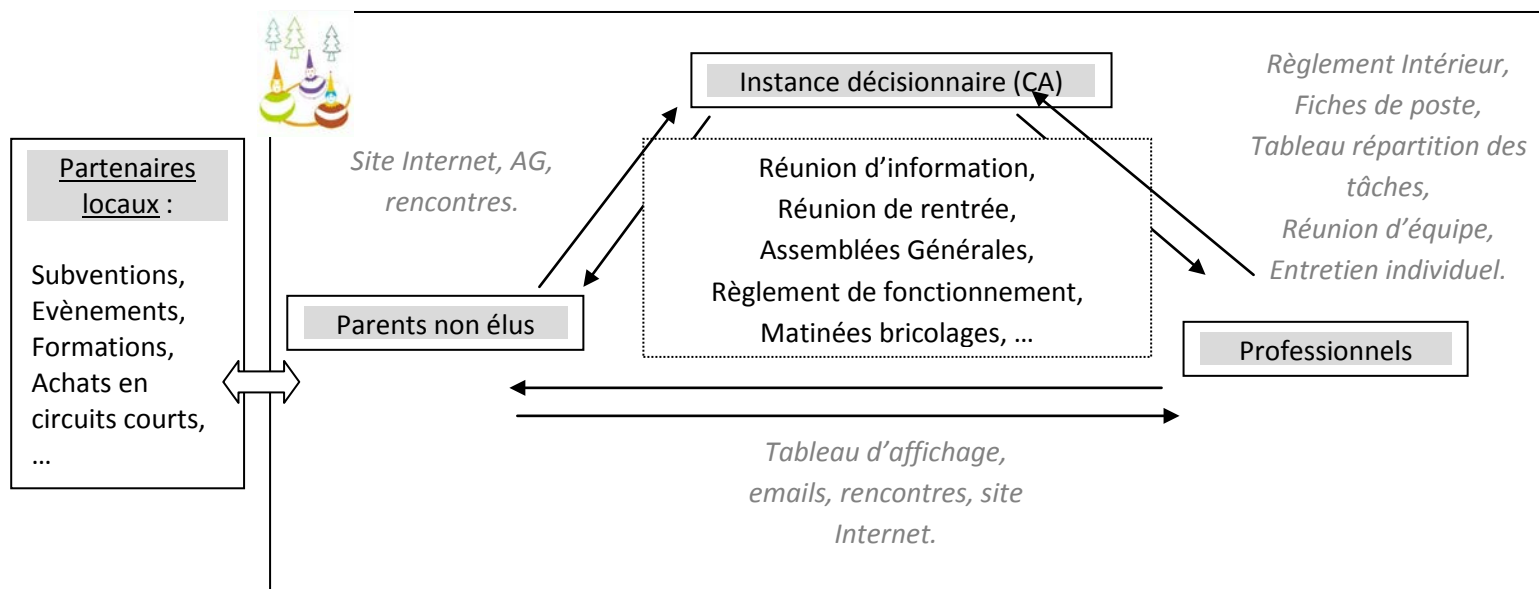 Instance décisionnaire (CA)
Règlement Intérieur,
Fiches de poste,
Tableau répartition des
tâches,
Réunion d’équipe,
Entretien individuel.
Partenaires
locaux :
Subventions,
Evènements,
Formations,
Achats en
circuits courts,
…
Site Internet, AG,
rencontres.
Réunion d’information,
Réunion de rentrée,
Assemblées Générales,
Règlement de fonctionnement,
Matinées bricolages, …
Parents non élus
Professionnels
Tableau d’affichage,
emails, rencontres, site
Internet.